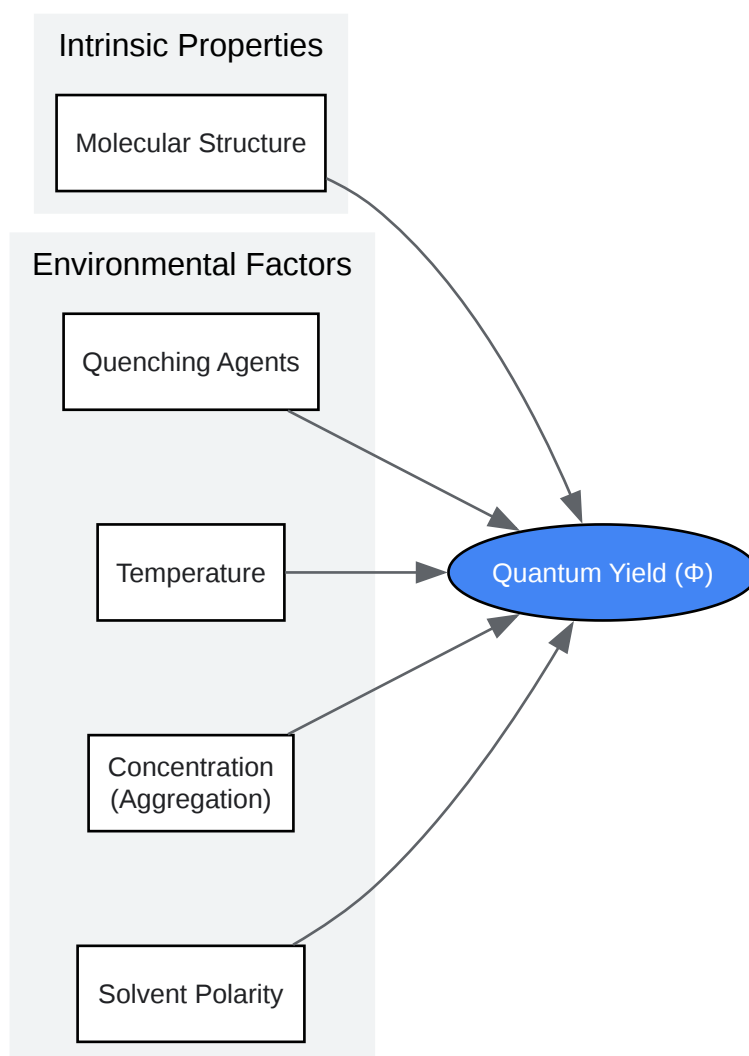 Intrinsic Properties
Molecular Structure
Environmental Factors
Quenching Agents
Temperature
Quantum Yield (Φ)
Concentration
(Aggregation)
Solvent Polarity